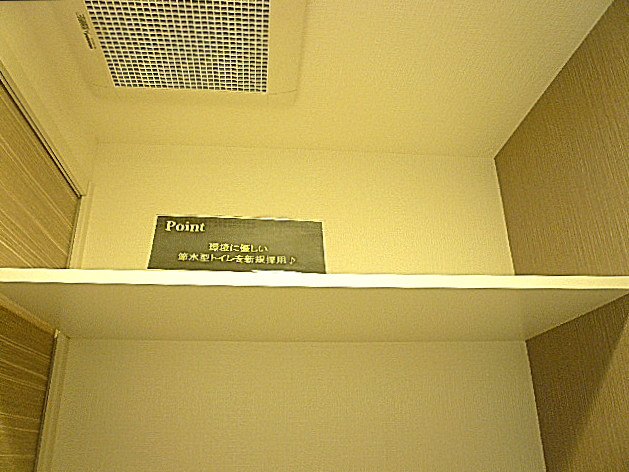 Point
環境に優しい
節水型トイレを新規採用♪